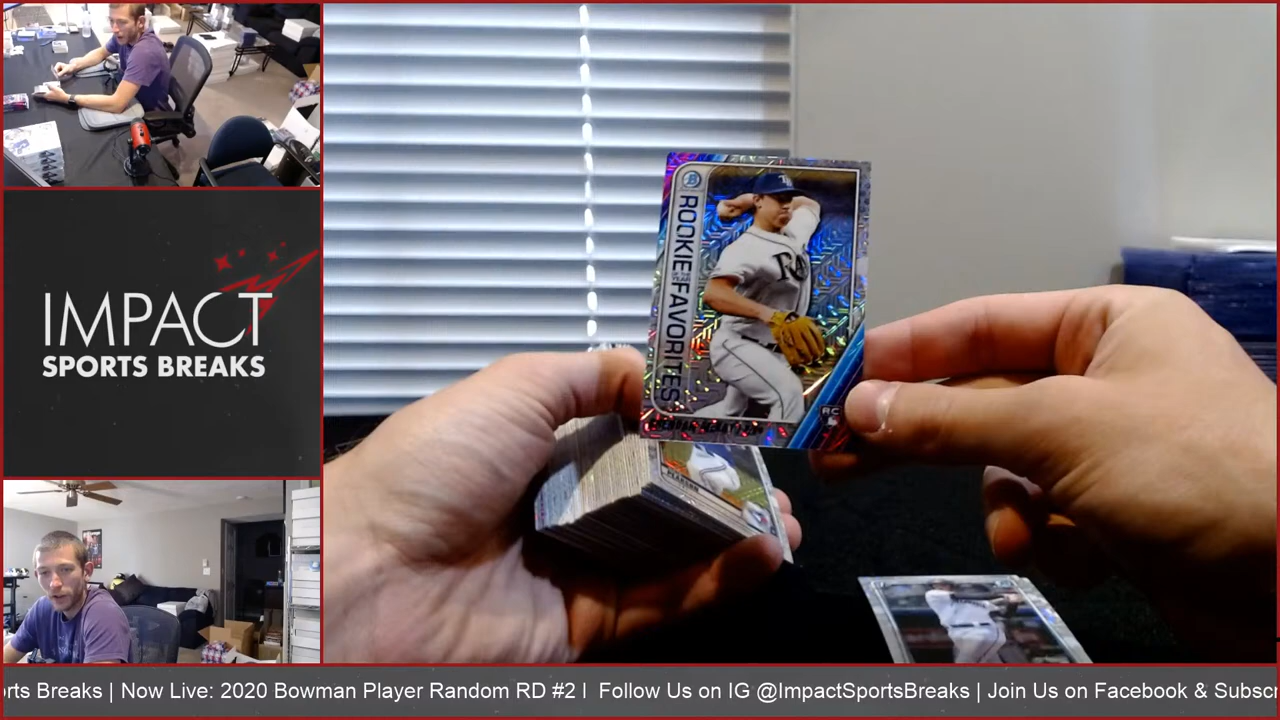 IMPACT
SPORTS BREAKS
ROOKIE FAVORITES
RC
PEARSON
rts Breaks | Now Live: 2020 Bowman Player Random RD #2 | Follow Us on IG @ImpactSportsBreaks | Join Us on Facebook & Subscr